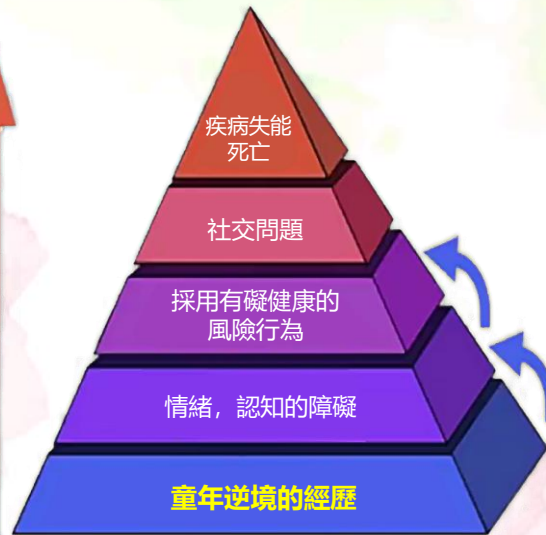 疾病失能
死亡
社交問題
採用有礙健康的
風險行為
情緒，認知的障礙
童年逆境的經歷